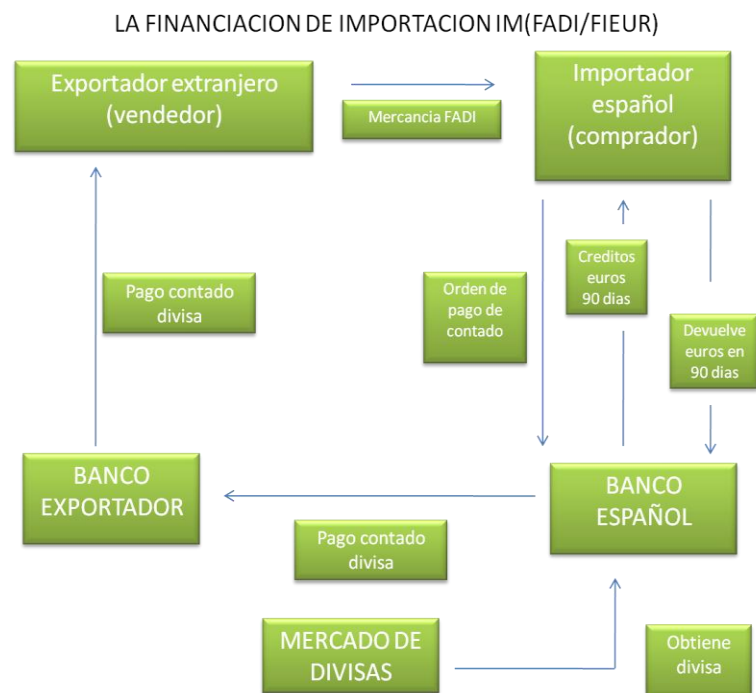 LA FINANCIACION DE IMPORTACION IM(FADI/FIEUR)
Exportador extranjero
(vendedor)
Mercancia FADI
Importador
español
(comprador)
Pago contado
divisa
Orden de
pago de
contado
Creditos
euros
90 dias
Devuelve
euros en
90 dias
BANCO
EXPORTADOR
Pago contado
divisa
BANCO
ESPAÑOL
MERCADO DE
DIVISAS
Obtiene
divisa